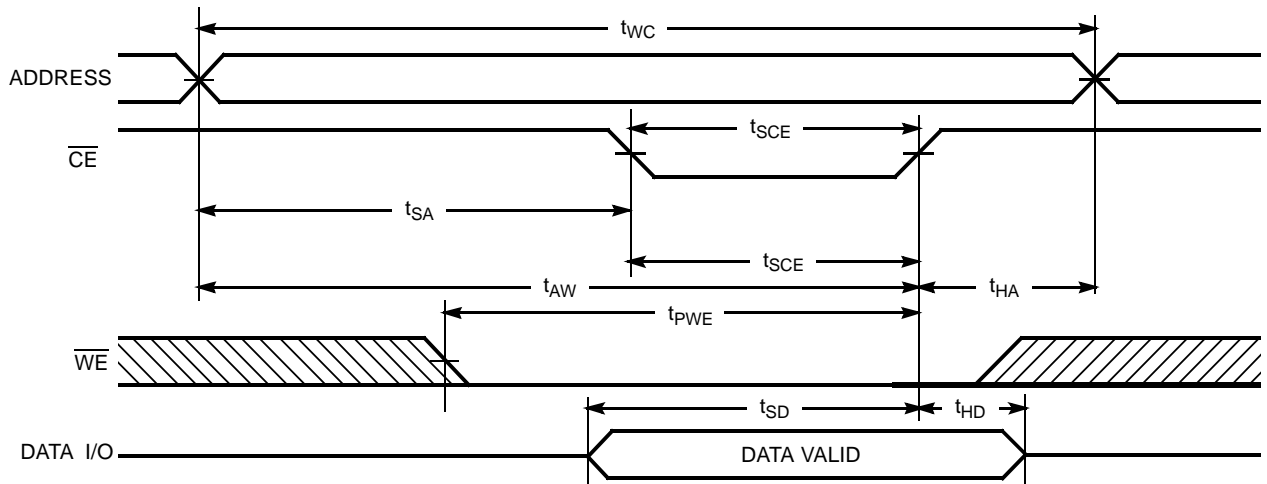 tWC
ADDRESS
tSCE
CE
tSA
tSCE
tAW
tHA
tPWE
WE
tSD
tHD
DATA I/O
DATA VALID